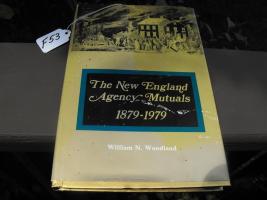 F53
The New England
Agency Mutuals
1879-1979
William N. Woodland